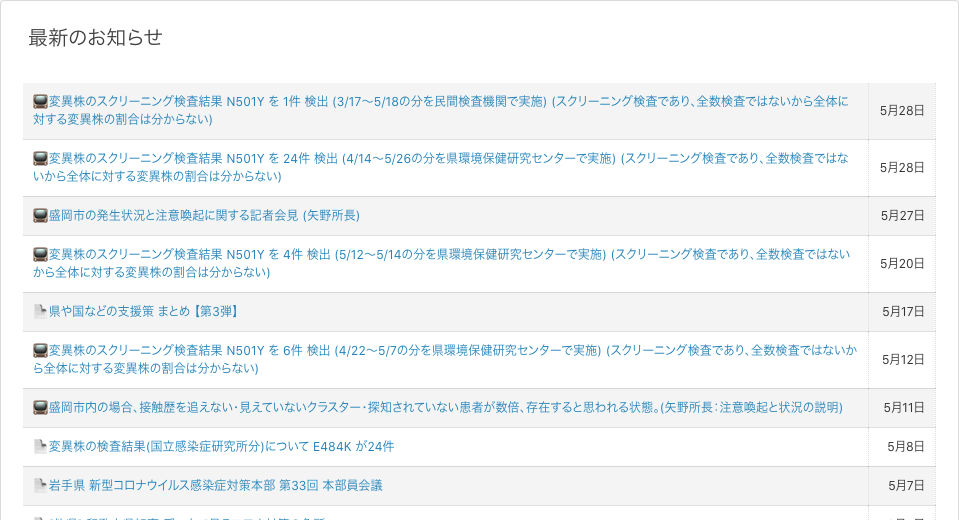 最新のお知らせ
変異株のスクリーニング検査結果 N501Y を 1件 検出 (3/17〜5/18の分を民間検査機関で実施) (スクリーニング検査であり、全数検査ではないから全体に
対する変異株の割合は分からない)
5月28日
変異株のスクリーニング検査結果 N501Y を 24件 検出 (4/14〜5/26の分を県環境保健研究センターで実施) (スクリーニング検査であり、全数検査ではな
いから全体に対する変異株の割合は分からない)
5月28日
盛岡市の発生状況と注意喚起に関する記者会見 (矢野所長)
5月27日
変異株のスクリーニング検査結果 N501Y を 4件 検出 (5/12〜5/14の分を県環境保健研究センターで実施) (スクリーニング検査であり、全数検査ではない
から全体に対する変異株の割合は分からない)
5月20日
県や国などの支援策 まとめ【第3弾】
5月17日
変異株のスクリーニング検査結果 N501Y を 6件 検出 (4/22〜5/7の分を県環境保健研究センターで実施) (スクリーニング検査であり、全数検査ではないか
ら全体に対する変異株の割合は分からない)
5月12日
盛岡市内の場合、接触歴を追えない・見えていないクラスター・探知されていない患者が数倍、存在すると思われる状態。(矢野所長：注意喚起と状況の説明)
5月11日
変異株の検査結果(国立感染症研究所分)について E484K が24件
5月8日
岩手県 新型コロナウイルス感染症対策本部 第33回 本部員会議
5月7日